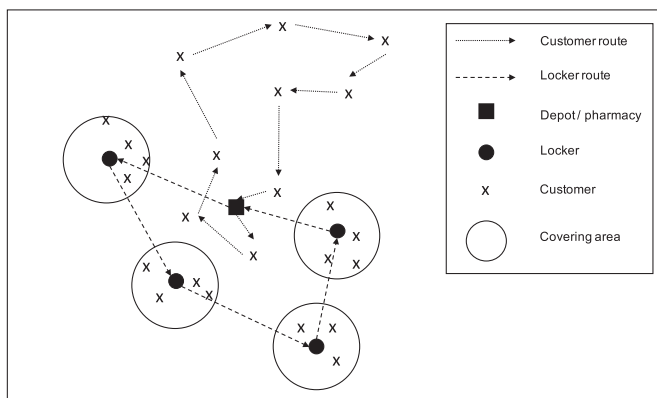 Customer route
Locker route
Depot / pharmacy
Locker
X Customer
Covering area